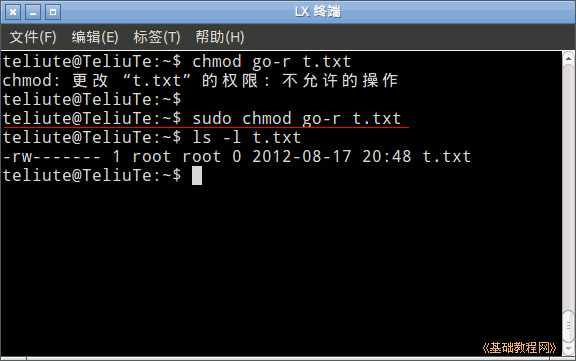 LX 终端
文件(F) 编辑(E) 标签(T) 帮助(H)
teliute@TeliuTe:~$ chmod go-r t.txt
chmod: 更改 “t.txt” 的权限: 不允许的操作
teliute@TeliuTe:~$
teliute@TeliuTe:~$ sudo chmod go-r t.txt
teliute@TeliuTe:~$ ls -l t.txt
-rw------- 1 root root 0 2012-08-17 20:48 t.txt
teliute@TeliuTe:~$
《基础教程网》